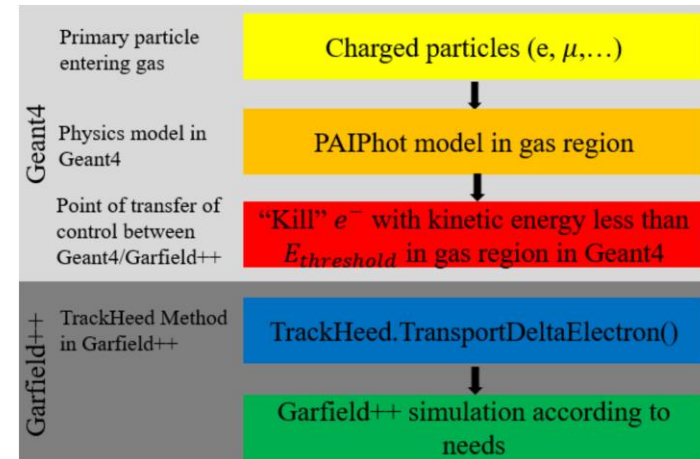 Geant4
Primary particle
entering gas
Charged particles (e, μ,…)
Physics model in
Geant4
PAIPhot model in gas region
Point of transfer of
control between
Geant4/Garfield++
“Kill” e⁻ with kinetic energy less than
E_threshold in gas region in Geant4
Garfield++
TrackHeed Method
in Garfield++
TrackHeed.TransportDeltaElectron()
Garfield++ simulation according to
needs